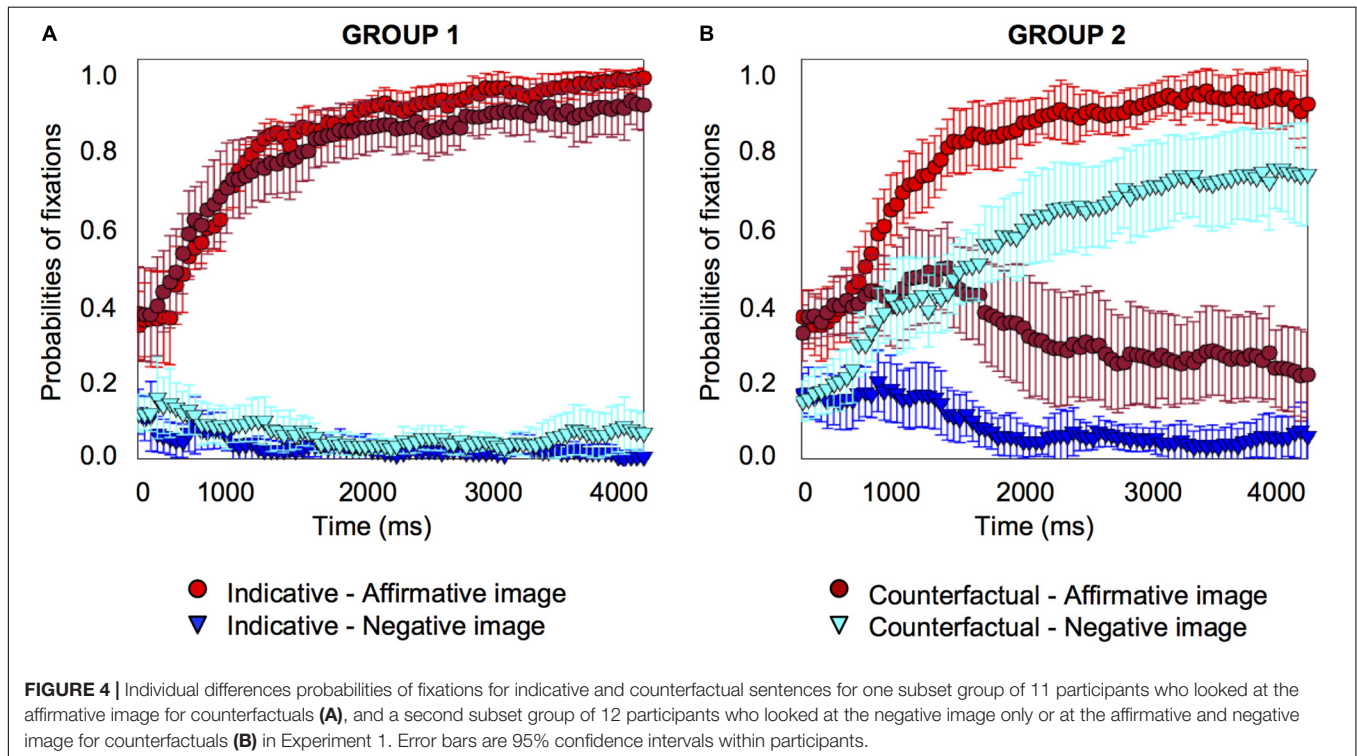 A GROUP 1
Probabilities of fixations
1.0
0.8
0.6
0.4
0.2
0.0
0 1000 2000 3000 4000
Time (ms)
B GROUP 2
Probabilities of fixations
1.0
0.8
0.6
0.4
0.2
0.0
0 1000 2000 3000 4000
Time (ms)
Indicative - Affirmative image
Indicative - Negative image
Counterfactual - Affirmative image
Counterfactual - Negative image
FIGURE 4 | Individual differences probabilities of fixations for indicative and counterfactual sentences for one subset group of 11 participants who looked at the
affirmative image for counterfactuals (A), and a second subset group of 12 participants who looked at the negative image only or at the affirmative and negative
image for counterfactuals (B) in Experiment 1. Error bars are 95% confidence intervals within participants.